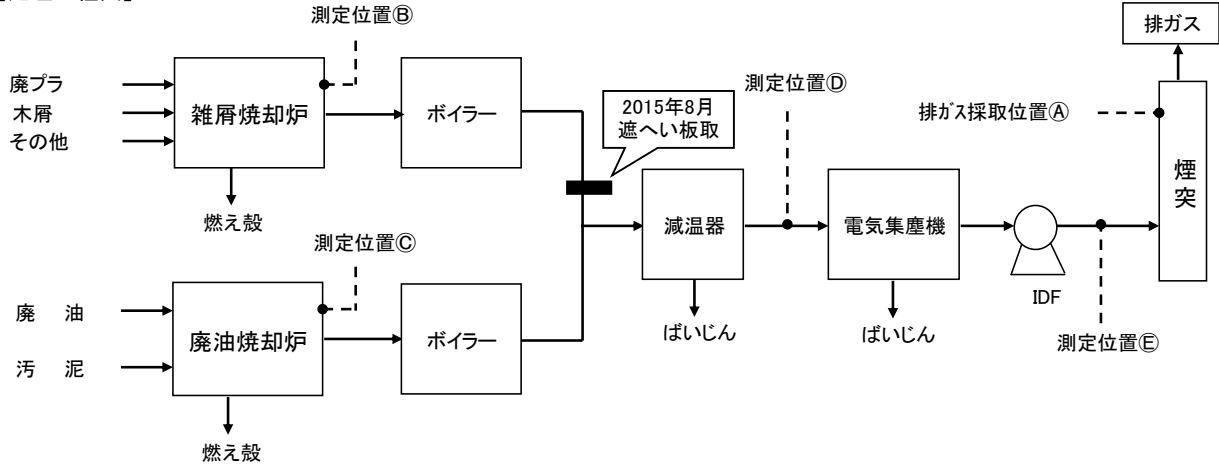 測定位置Ⓑ
排ガス
廃プラ
木屑
その他
雑屑焼却炉
ボイラー
2015年8月
遮へい板取
測定位置Ⓓ
排ガス採取位置Ⓐ
煙突
燃え殻
測定位置Ⓒ
減温器
電気集塵機
IDF
廃 油
汚 泥
廃油焼却炉
ボイラー
ばいじん
ばいじん
測定位置Ⓔ
燃え殻